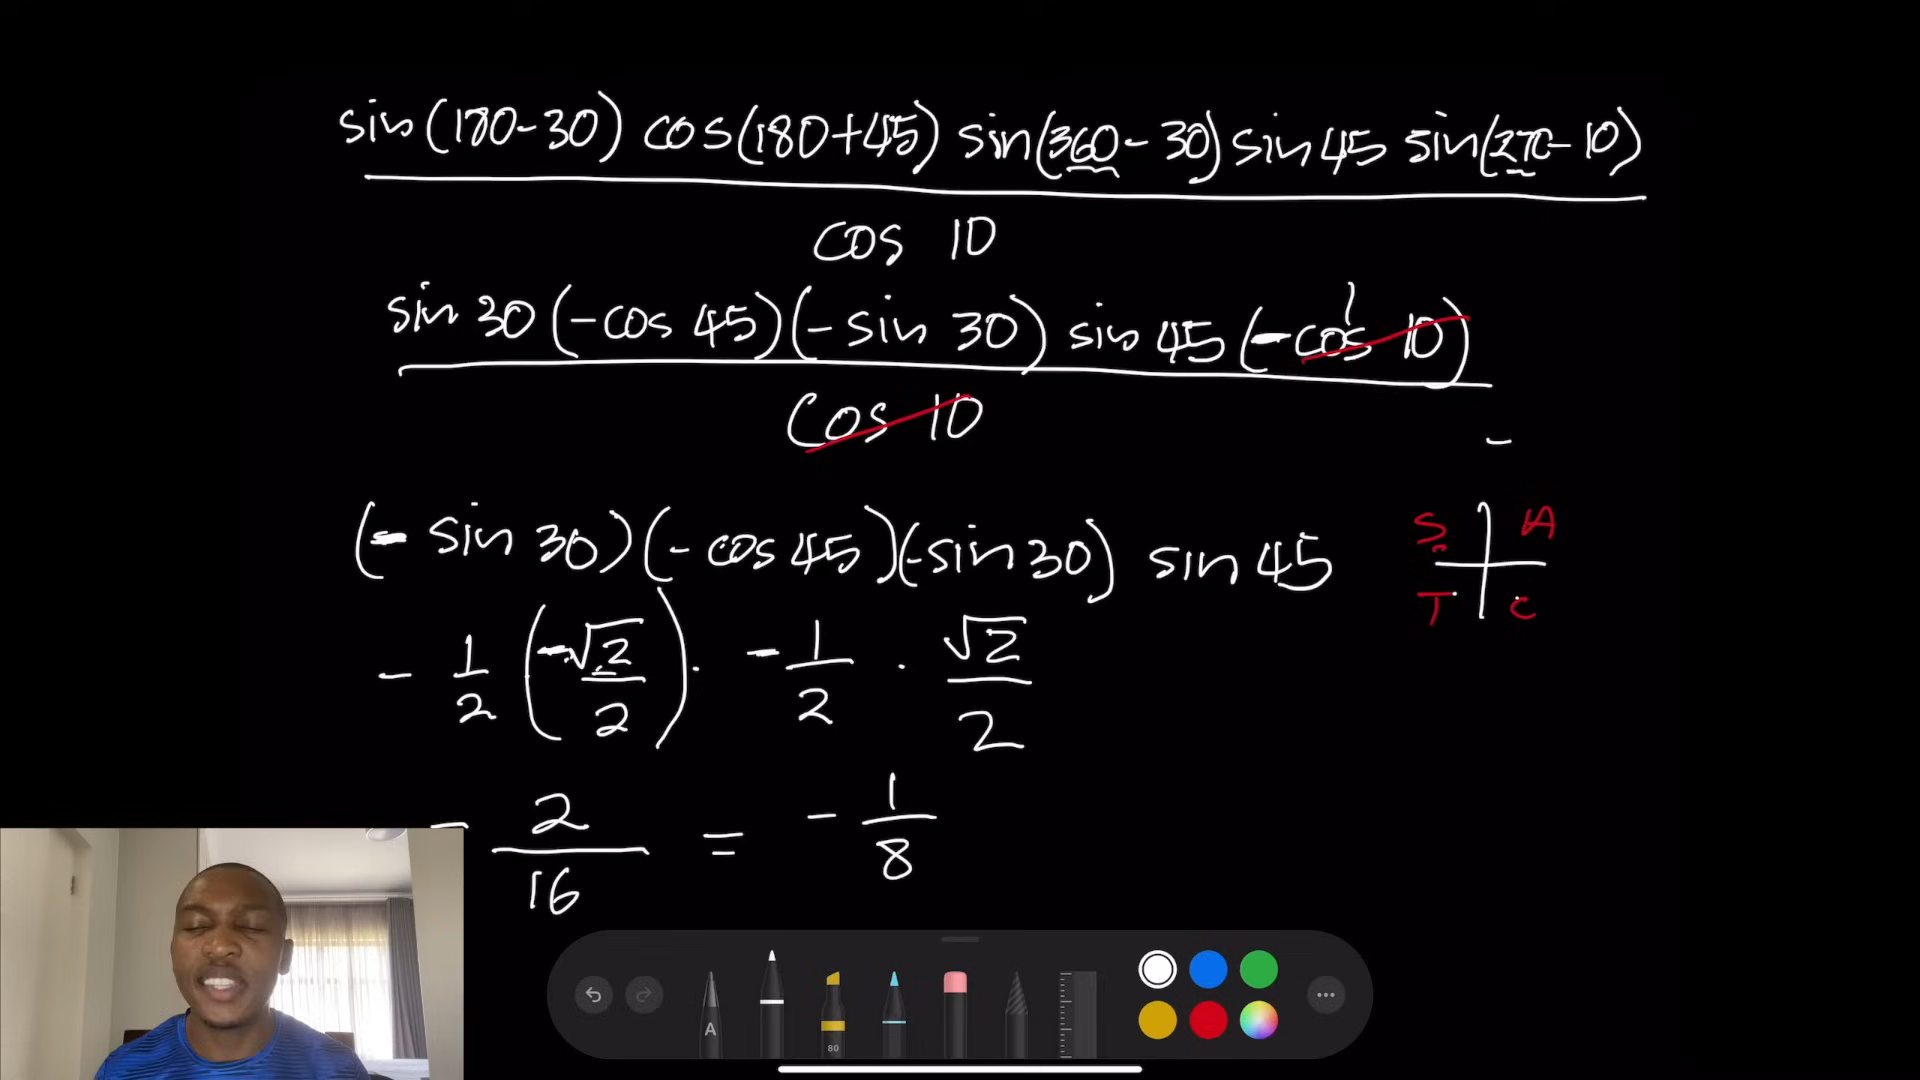 sin(180-30) cos(180+45) sin(360-30) sin45 sin(270-10)
cos 10
sin 30 (-cos 45)(-sin 30) sin 45 (-cos 10)
1
cos 10
-
(- sin 30)(-cos 45)(-sin 30) sin 45
S A
T C
- 1/2 (-√2/2) · -1/2 · √2/2
- 2/16 = - 1/8
A
80